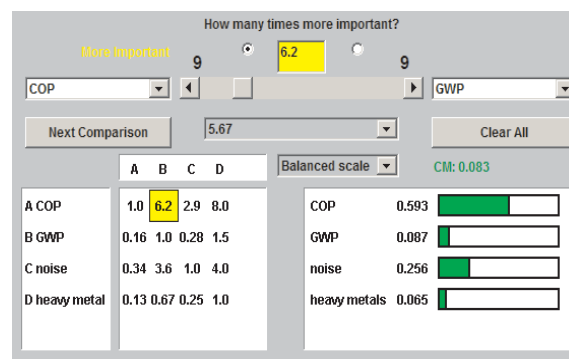 How many times more important?
More Important 9 6.2 9
COP GWP
Next Comparison 5.67 Clear All
A B C D Balanced scale CM: 0.083
A COP 1.0 6.2 2.9 8.0 COP 0.593
B GWP 0.16 1.0 0.28 1.5 GWP 0.087
C noise 0.34 3.6 1.0 4.0 noise 0.256
D heavy metal 0.13 0.67 0.25 1.0 heavy metals 0.065